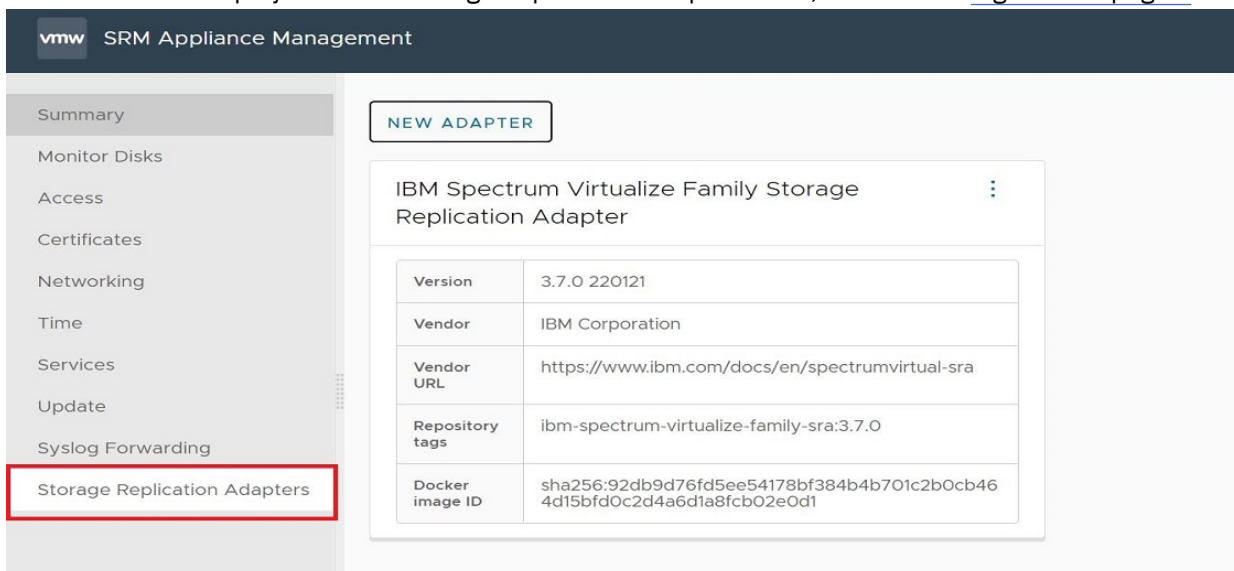 vmw SRM Appliance Management
Summary
Monitor Disks
Access
Certificates
Networking
Time
Services
Update
Syslog Forwarding
Storage Replication Adapters
NEW ADAPTER
IBM Spectrum Virtualize Family Storage
Replication Adapter
Version 3.7.0 220121
Vendor IBM Corporation
Vendor URL https://www.ibm.com/docs/en/spectrumvirtual-sra
Repository tags ibm-spectrum-virtualize-family-sra:3.7.0
Docker image ID sha256:92db9d76fd5ee54178bf384b4b701c2b0cb46
4d15bfd0c2d4a6d1a8fcb02e0d1